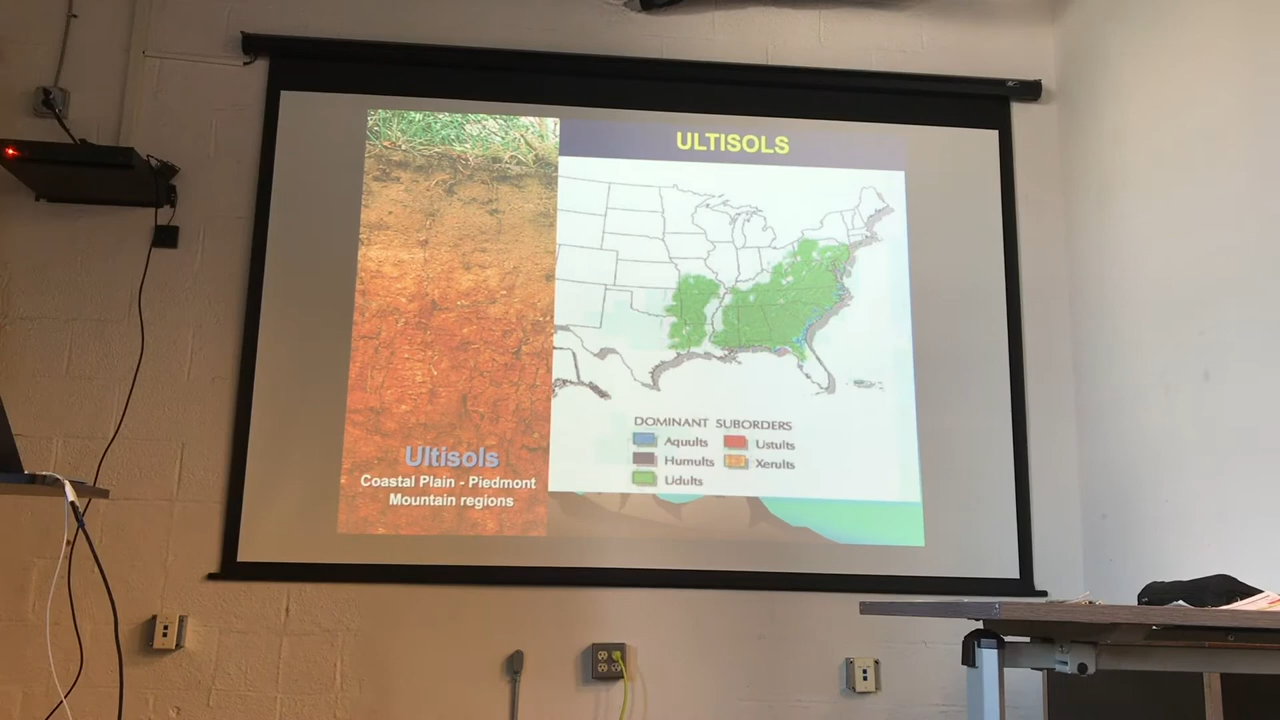 ULTISOLS
Ultisols
Coastal Plain - Piedmont
Mountain regions
DOMINANT SUBORDERS
Aquults
Ustults
Humults
Xerults
Udults